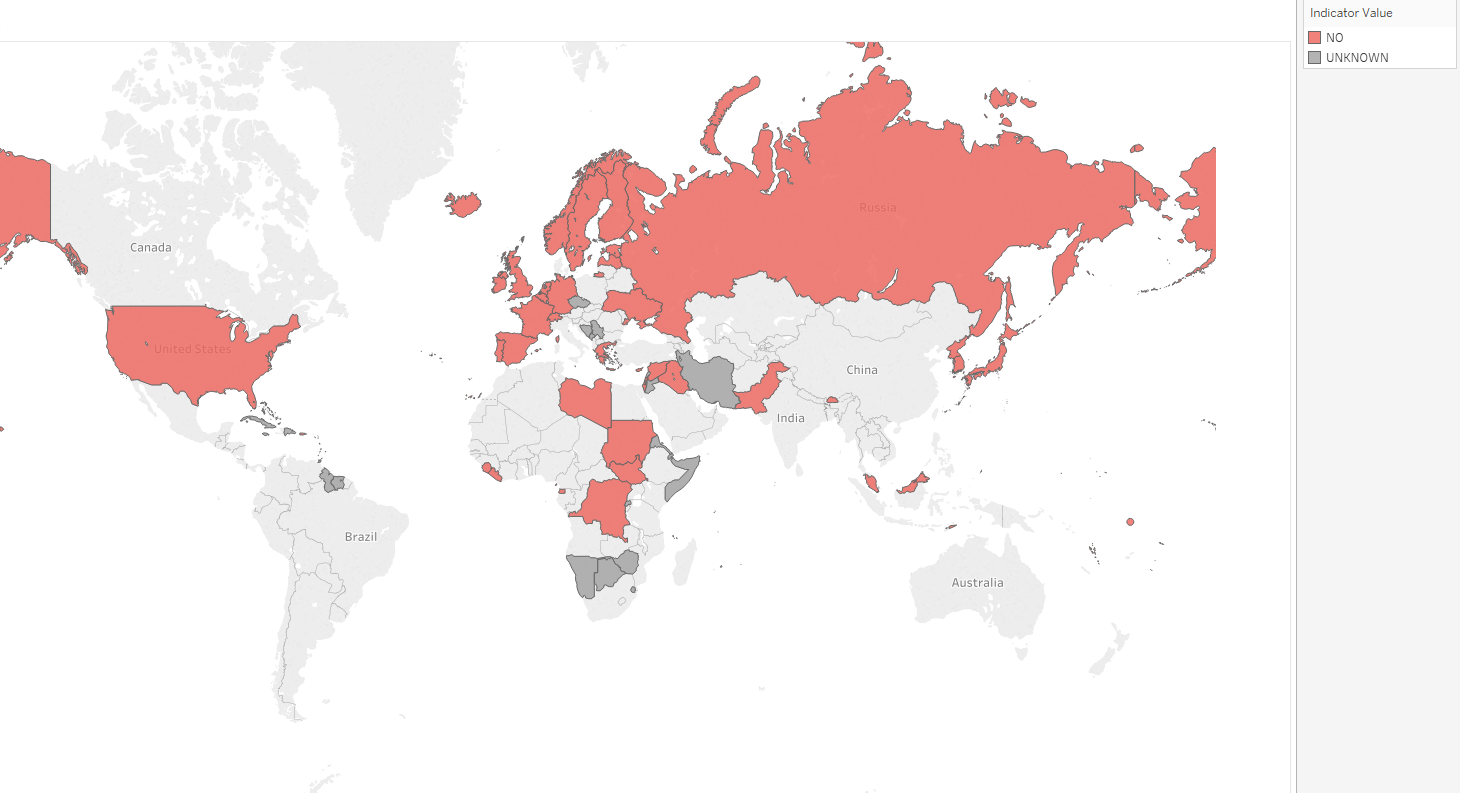 Indicator Value
NO
UNKNOWN
Russia
Canada
United States
China
India
Brazil
Australia